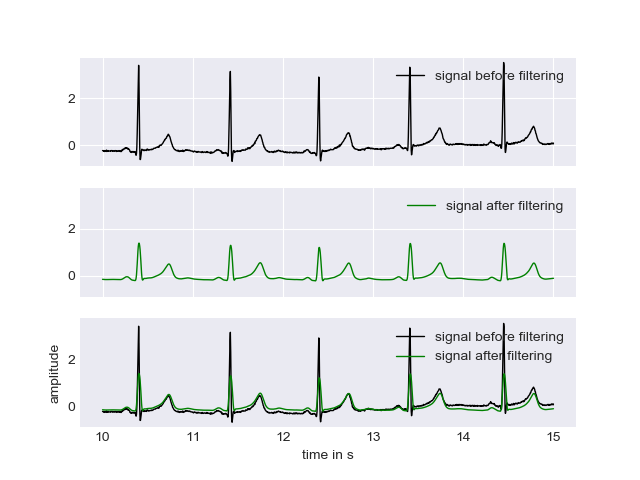 signal before filtering
2
0
signal after filtering
2
0
signal before filtering
signal after filtering
2
0
amplitude
10 11 12 13 14 15
time in s